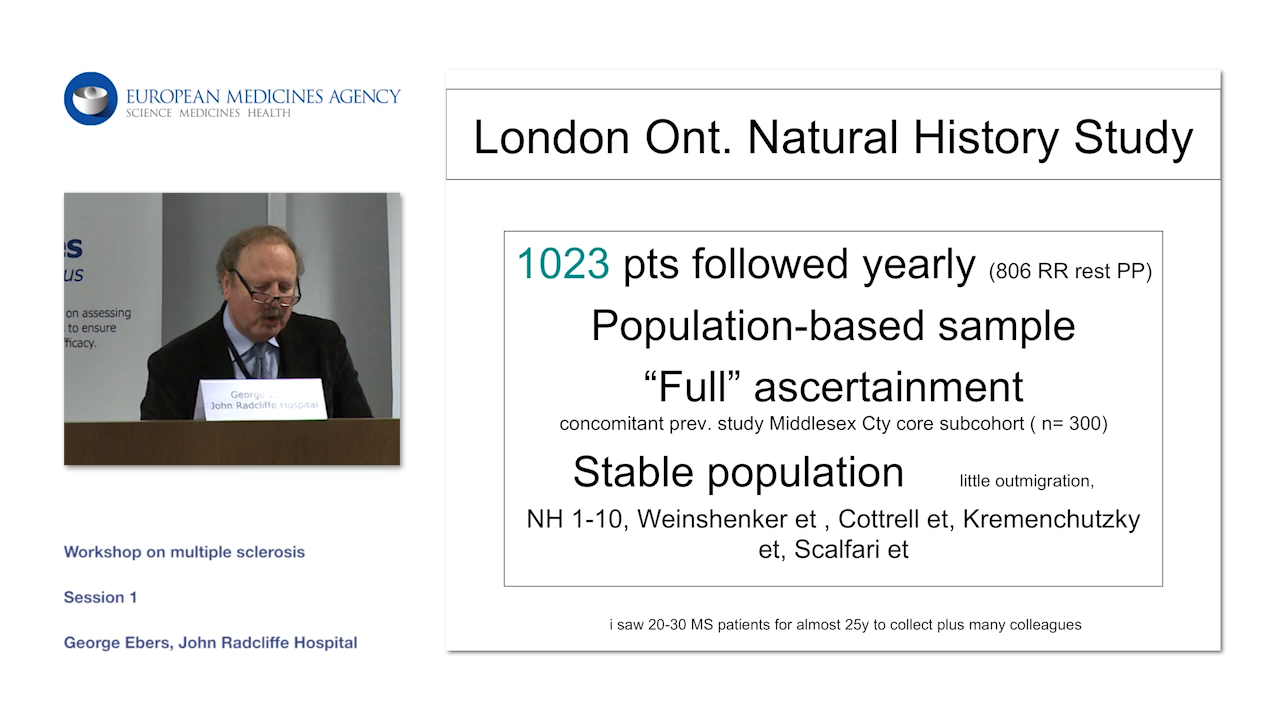 EUROPEAN MEDICINES AGENCY
SCIENCE MEDICINES HEALTH
us
on assessing
to ensure
George
John Radcliffe Hospital
Workshop on multiple sclerosis
Session 1
George Ebers, John Radcliffe Hospital
London Ont. Natural History Study
1023 pts followed yearly (806 RR rest PP)
Population-based sample
“Full” ascertainment
concomitant prev. study Middlesex Cty core subcohort ( n= 300)
Stable population little outmigration,
NH 1-10, Weinshenker et , Cottrell et, Kremenchutzky
et, Scalfari et
i saw 20-30 MS patients for almost 25y to collect plus many colleagues